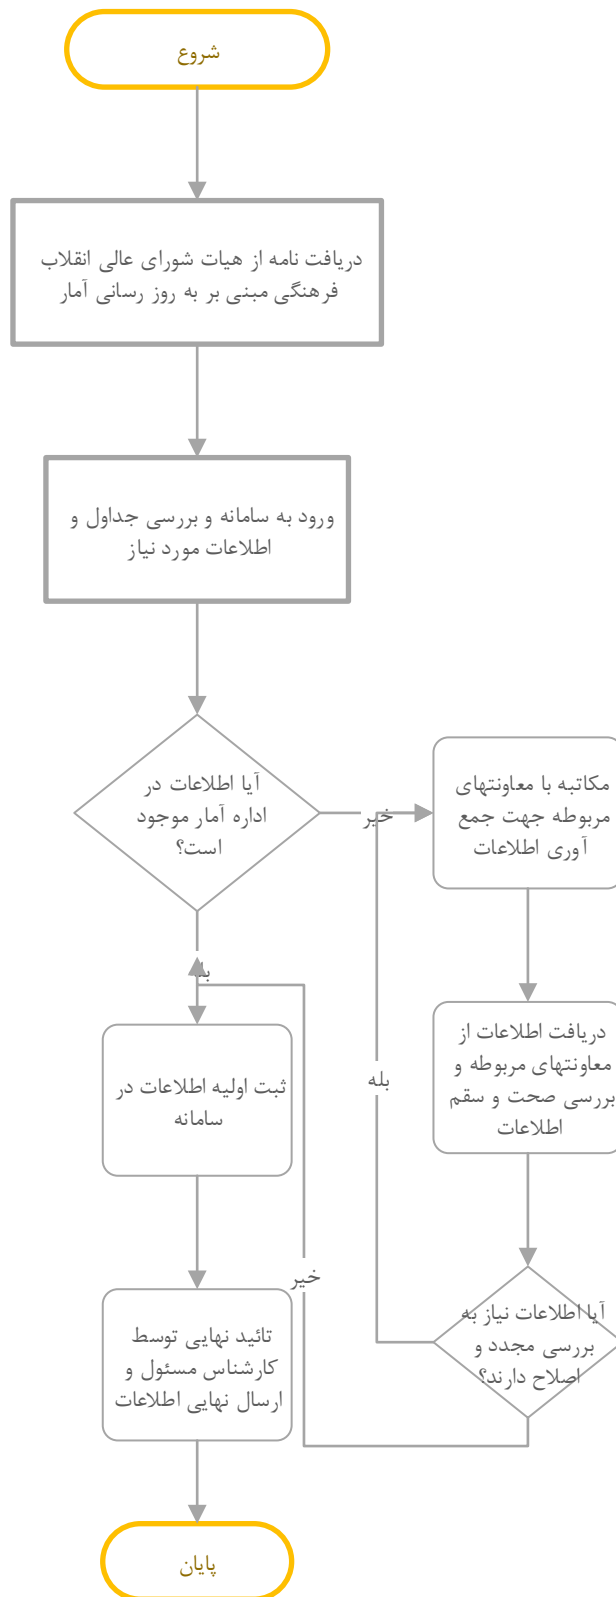 شروع
دریافت نامه از هیات شورای عالی انقلاب
فرهنگی مبنی بر به روز رسانی آمار
ورود به سامانه و بررسی جداول و
اطلاعات مورد نیاز
آیا اطلاعات در
اداره آمار موجود
است؟
خیر
مکاتبه با معاونتهای
مربوطه جهت جمع
آوری اطلاعات
بله
دریافت اطلاعات از
معاونتهای مربوطه و
بررسی صحت و سقم
اطلاعات
بله
ثبت اولیه اطلاعات در
سامانه
خیر
آیا اطلاعات نیاز به
بررسی مجدد و
اصلاح دارند؟
تائید نهایی توسط
کارشناس مسئول و
ارسال نهایی اطلاعات
پایان